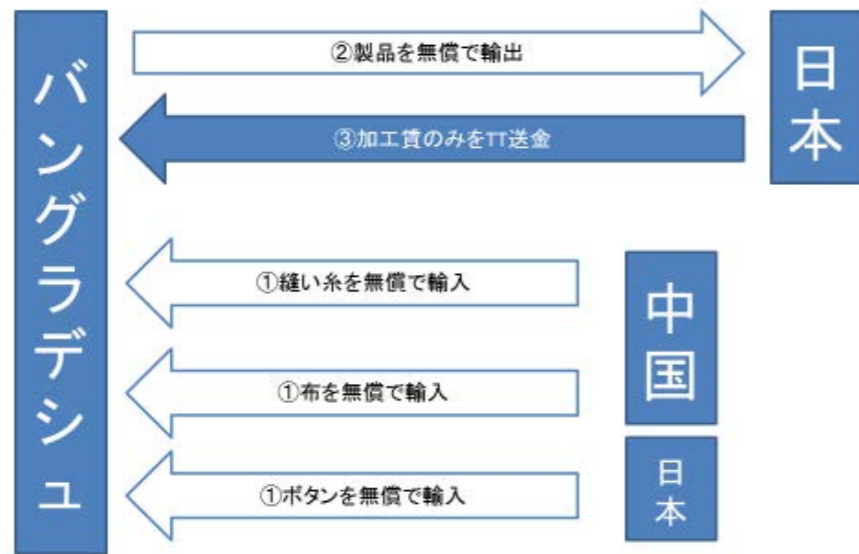 バングラデシュ
②製品を無償で輸出
日本
③加工賃のみをTT送金
①縫い糸を無償で輸入
中国
①布を無償で輸入
①ボタンを無償で輸入
日本